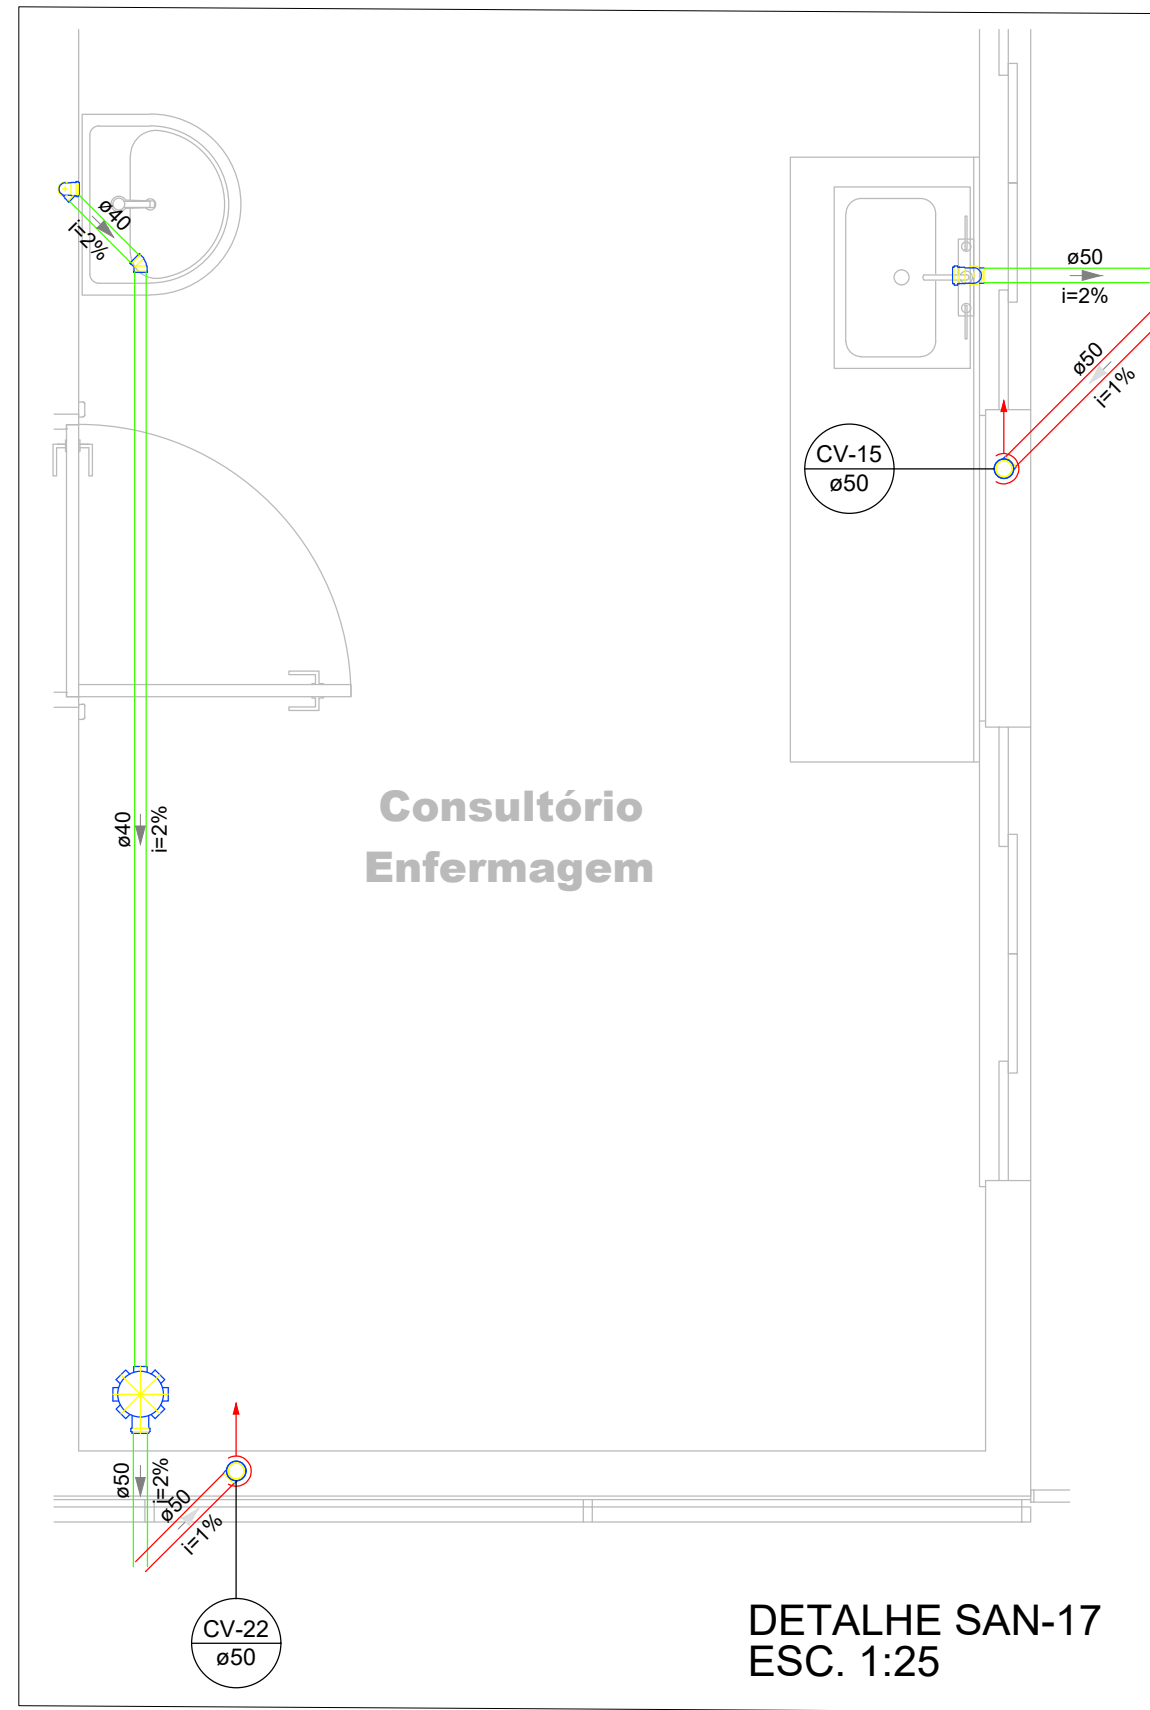 ø40
i=2%
ø50
i=2%
ø50
i=1%
CV-15
ø50
Consultório
Enfermagem
ø40
i=2%
ø50
i=2%
ø50
i=1%
CV-22
ø50
DETALHE SAN-17
ESC. 1:25